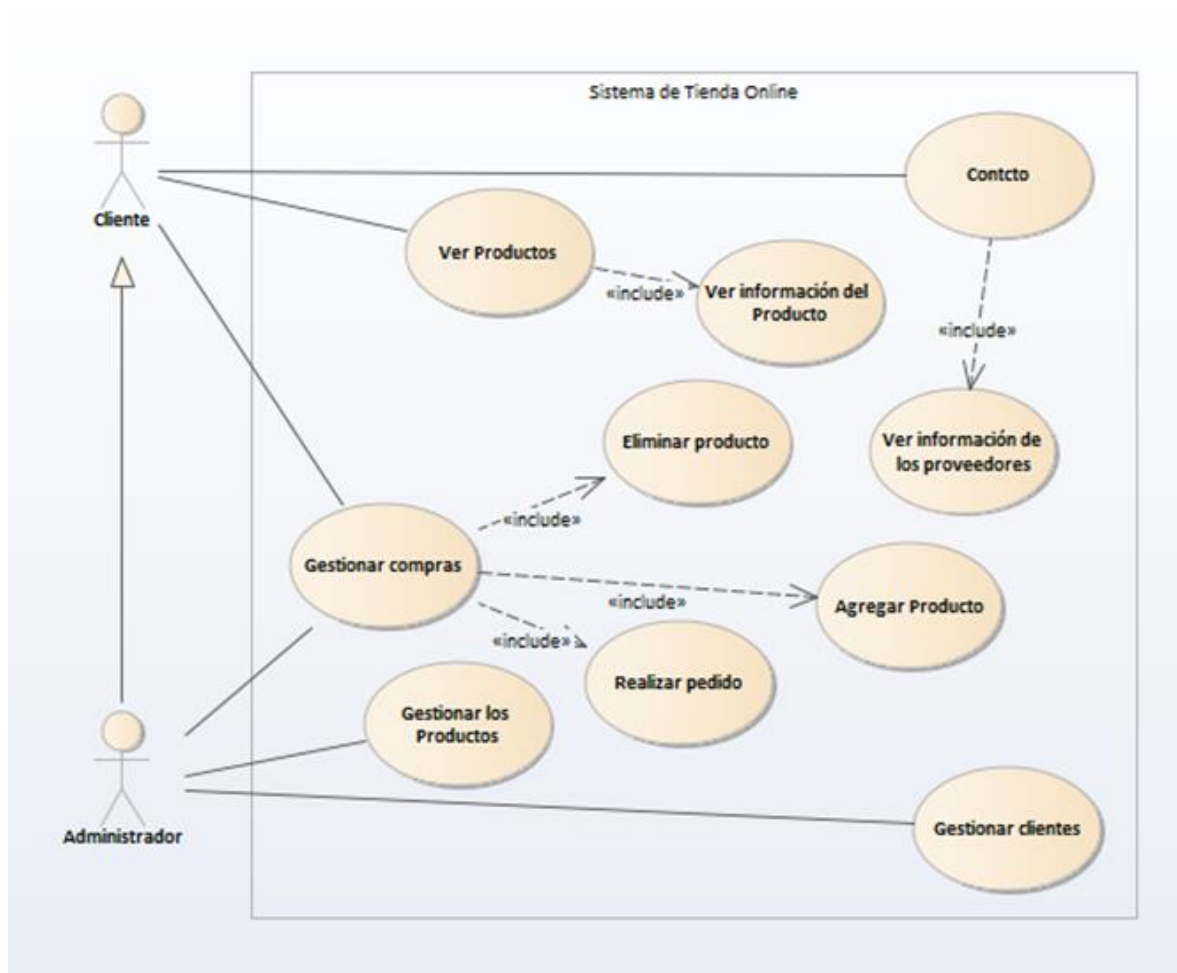 Sistema de Tienda Online
Cliente
Contcto
Ver Productos
«include»
Ver información del
Producto
«include»
Eliminar producto
Ver información de
los proveedores
«include»
Gestionar compras
«include»
Agregar Producto
«include»
Realizar pedido
Gestionar los
Productos
Administrador
Gestionar clientes